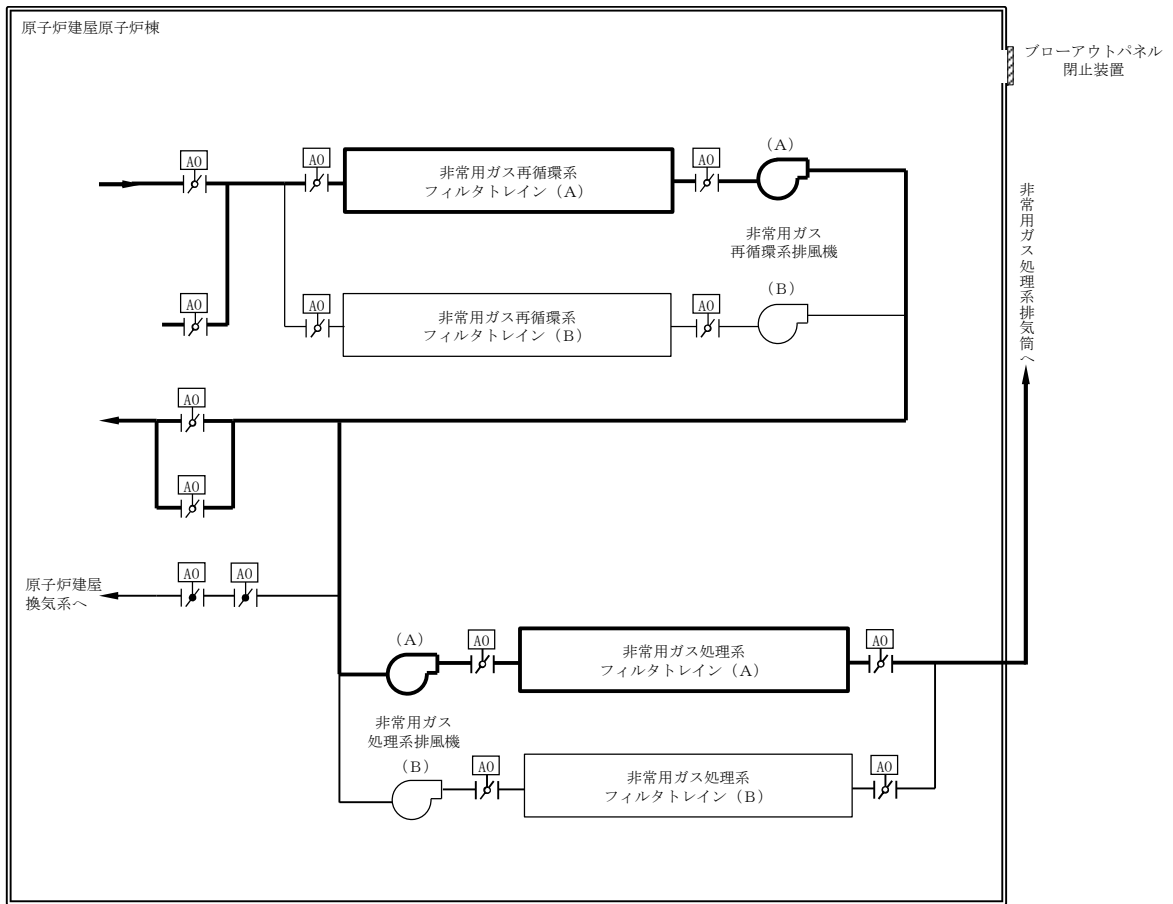 原子炉建屋原子炉棟
ブローアウトパネル
閉止装置
(A)
AO
AO
AO
非常用ガス再循環系
フィルタトレイン(A)
非常用ガス
再循環系排風機
非常用ガス処理系排気筒へ
(B)
AO
AO
AO
非常用ガス再循環系
フィルタトレイン(B)
AO
AO
AO
AO
原子炉建屋
換気系へ
(A)
AO
非常用ガス処理系
フィルタトレイン(A)
AO
非常用ガス
処理系排風機
(B)
AO
非常用ガス処理系
フィルタトレイン(B)
AO